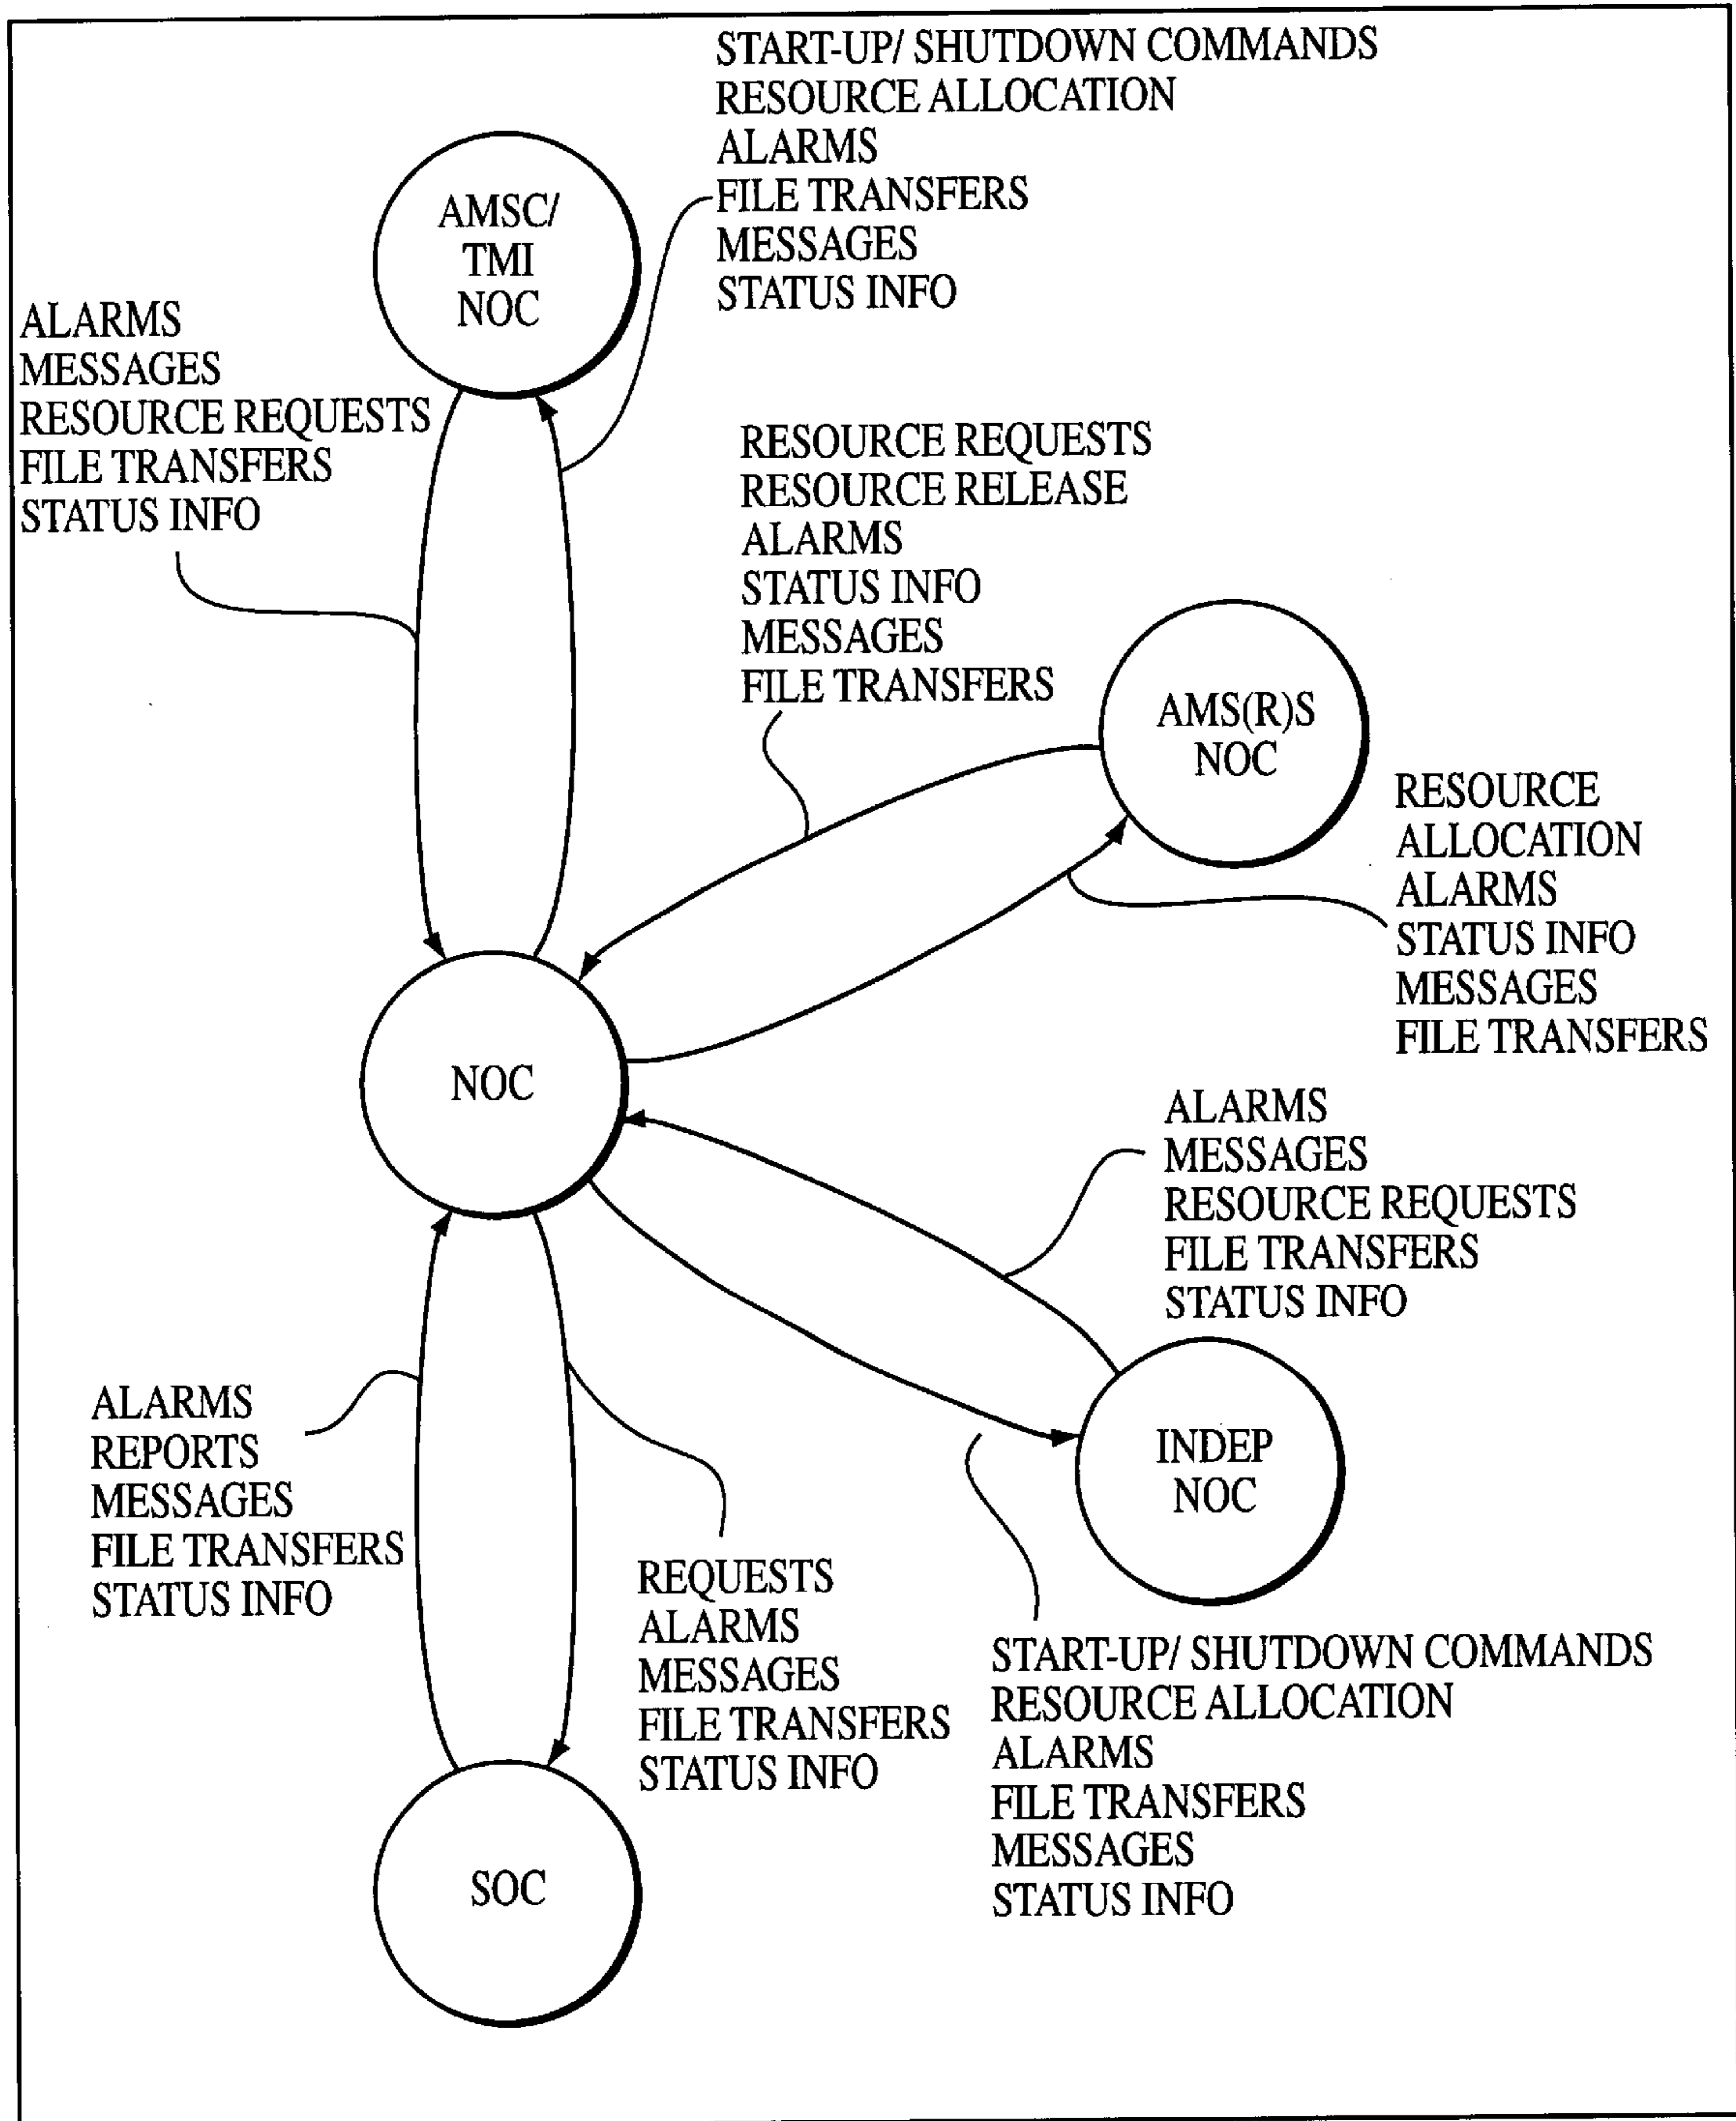 START-UP/ SHUTDOWN COMMANDS
RESOURCE ALLOCATION
ALARMS
FILE TRANSFERS
MESSAGES
STATUS INFO
AMSC/
TMI
NOC
ALARMS
MESSAGES
RESOURCE REQUESTS
FILE TRANSFERS
STATUS INFO
RESOURCE REQUESTS
RESOURCE RELEASE
ALARMS
STATUS INFO
MESSAGES
FILE TRANSFERS
AMS(R)S
NOC
RESOURCE
ALLOCATION
ALARMS
STATUS INFO
MESSAGES
FILE TRANSFERS
NOC
ALARMS
MESSAGES
RESOURCE REQUESTS
FILE TRANSFERS
STATUS INFO
ALARMS
REPORTS
MESSAGES
FILE TRANSFERS
STATUS INFO
INDEP
NOC
REQUESTS
ALARMS
MESSAGES
FILE TRANSFERS
STATUS INFO
START-UP/ SHUTDOWN COMMANDS
RESOURCE ALLOCATION
ALARMS
FILE TRANSFERS
MESSAGES
STATUS INFO
SOC